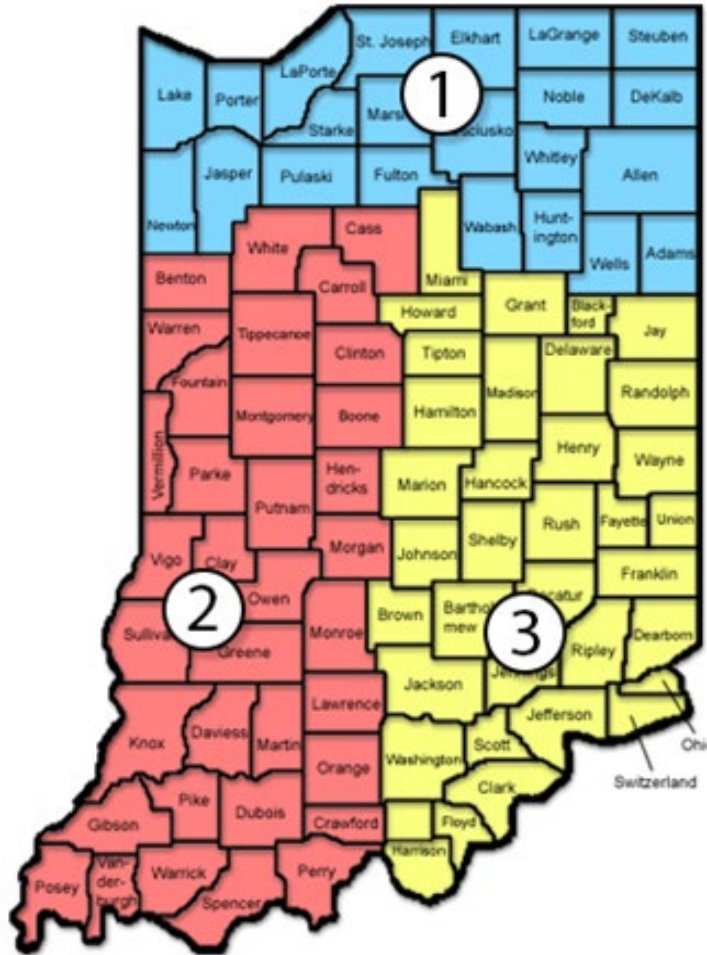 St. Joseph Elkhart LaGrange Steuben
LaPorte
Lake Porter
1
Noble DeKalb
Starke
Whitley
Jasper Pulaski Fulton
Allen
Newton
Wabash
Hunt-
ington
Wells Adams
White Cass
Benton
Carroll
Miami
Howard
Grant
Black-
ford
Jay
Warren
Tippecanoe
Clinton
Tipton
Madison
Delaware
Fountain
Randolph
Montgomery
Boone
Hamilton
Vermillion
Henry
Wayne
Parke
Hen-
dricks
Marion
Hancock
Putnam
Shelby
Rush
Fayette
Union
Vigo
Clay
Morgan
Johnson
Franklin
2
Owen
Brown
3
Sulliva
Greene
Monroe
Barthol
mew
Ripley
Dearborn
Jackson
Lawrence
Jefferson
Knox
Daviess
Martin
Washington
Scott
Orange
Switzerland
Pike
Dubois
Clark
Gibson
Crawford
Floyd
Harrison
Posey
Van-
der-
burgh
Warrick
Spencer
Perry